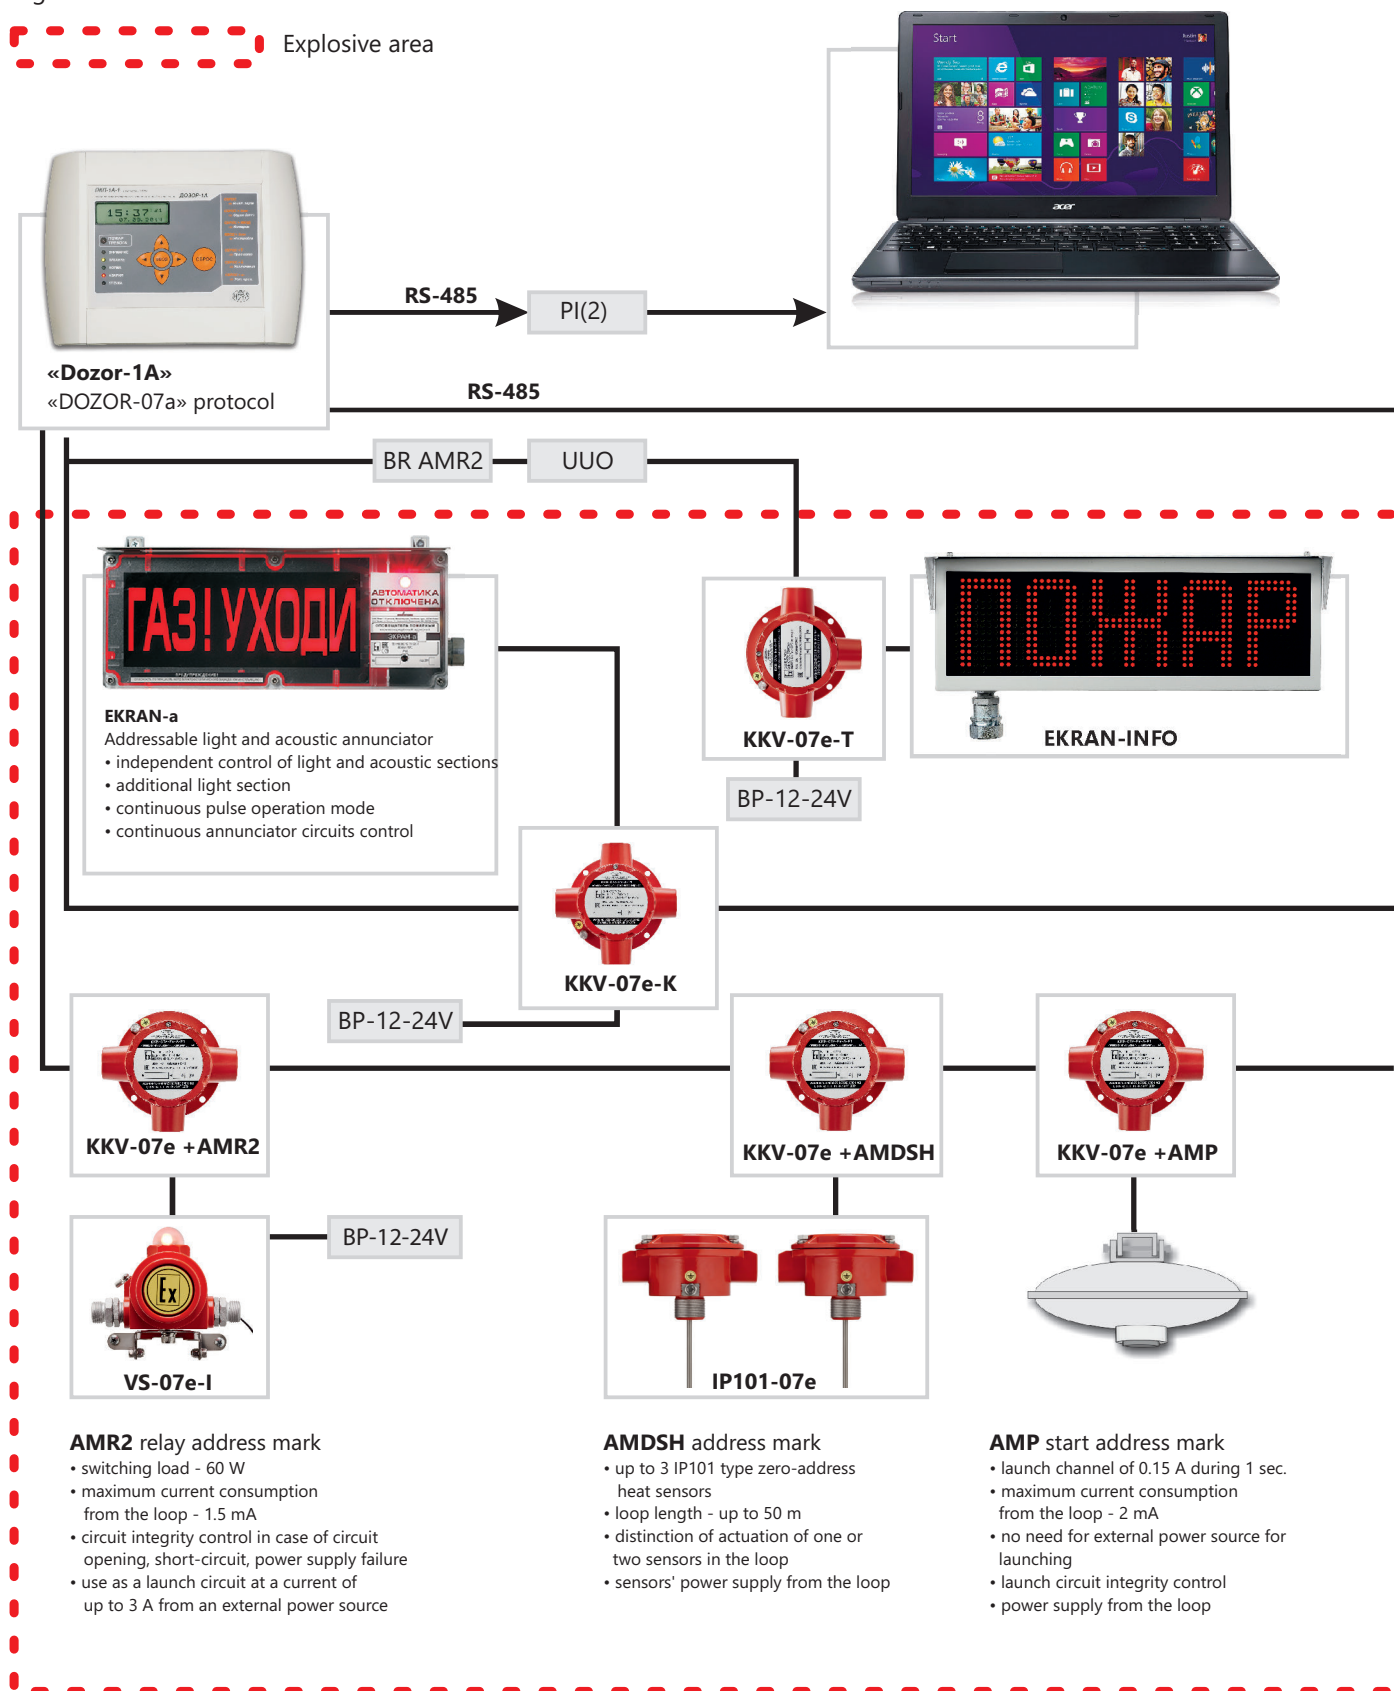 Explosive area
Start
acer
ДОЗОР-1А
15:37
RS-485
PI(2)
«Dozor-1A»
«DOZOR-07a» protocol
RS-485
BR AMR2
UUO
ГАЗ!УХОДИ
АВТОМАТИКА
ОТКЛЮЧЕНА
ЭКРАН-а
ПОЖАР
EKRAN-a
Addressable light and acoustic annunciator
• independent control of light and acoustic sections
• additional light section
• continuous pulse operation mode
• continuous annunciator circuits control
KKV-07e-T
EKRAN-INFO
BP-12-24V
KKV-07e-K
BP-12-24V
KKV-07e +AMR2
KKV-07e +AMDSH
KKV-07e +AMP
BP-12-24V
Ex
VS-07e-I
IP101-07e
AMR2 relay address mark
• switching load - 60 W
• maximum current consumption
from the loop - 1.5 mA
• circuit integrity control in case of circuit
opening, short-circuit, power supply failure
• use as a launch circuit at a current of
up to 3 A from an external power source
AMDSH address mark
• up to 3 IP101 type zero-address
heat sensors
• loop length - up to 50 m
• distinction of actuation of one or
two sensors in the loop
• sensors' power supply from the loop
AMP start address mark
• launch channel of 0.15 A during 1 sec.
• maximum current consumption
from the loop - 2 mA
• no need for external power source for
launching
• launch circuit integrity control
• power supply from the loop